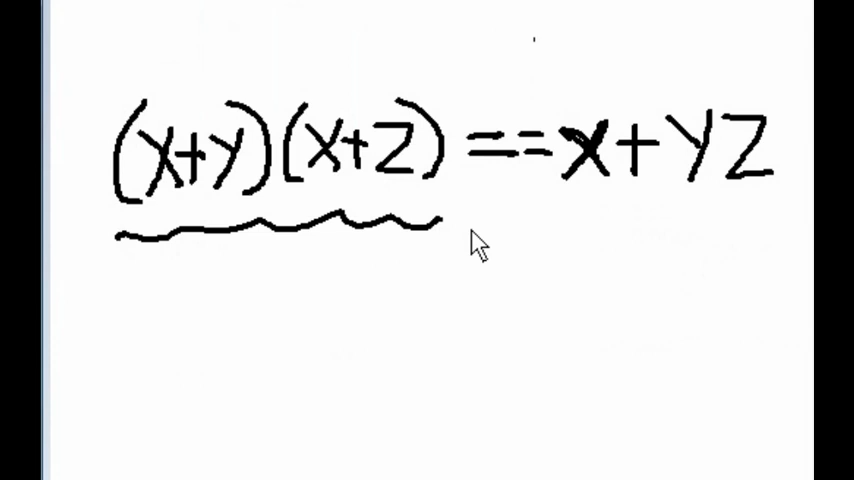 (x+y)(x+z) == x+yz